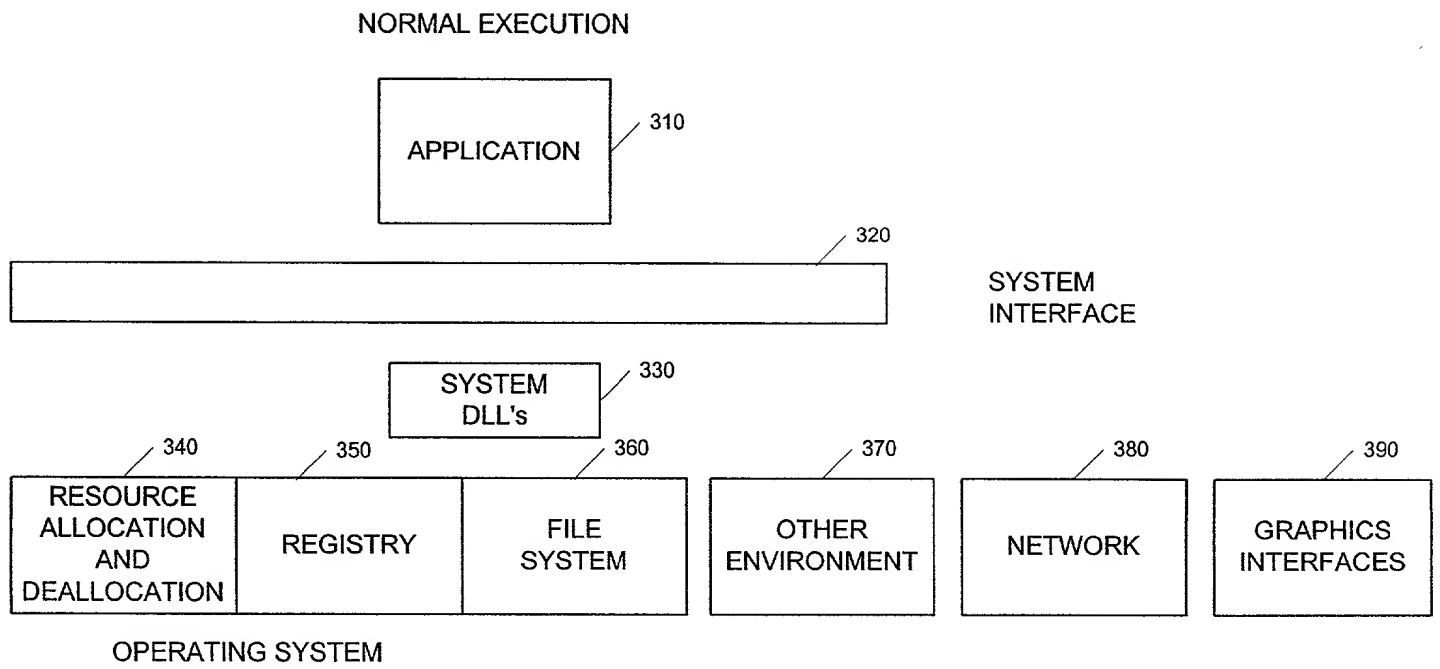 NORMAL EXECUTION
APPLICATION
310
320
SYSTEM
INTERFACE
SYSTEM
DLL's
330
340
350
360
370
380
390
RESOURCE
ALLOCATION
AND
DEALLOCATION
REGISTRY
FILE
SYSTEM
OTHER
ENVIRONMENT
NETWORK
GRAPHICS
INTERFACES
OPERATING SYSTEM